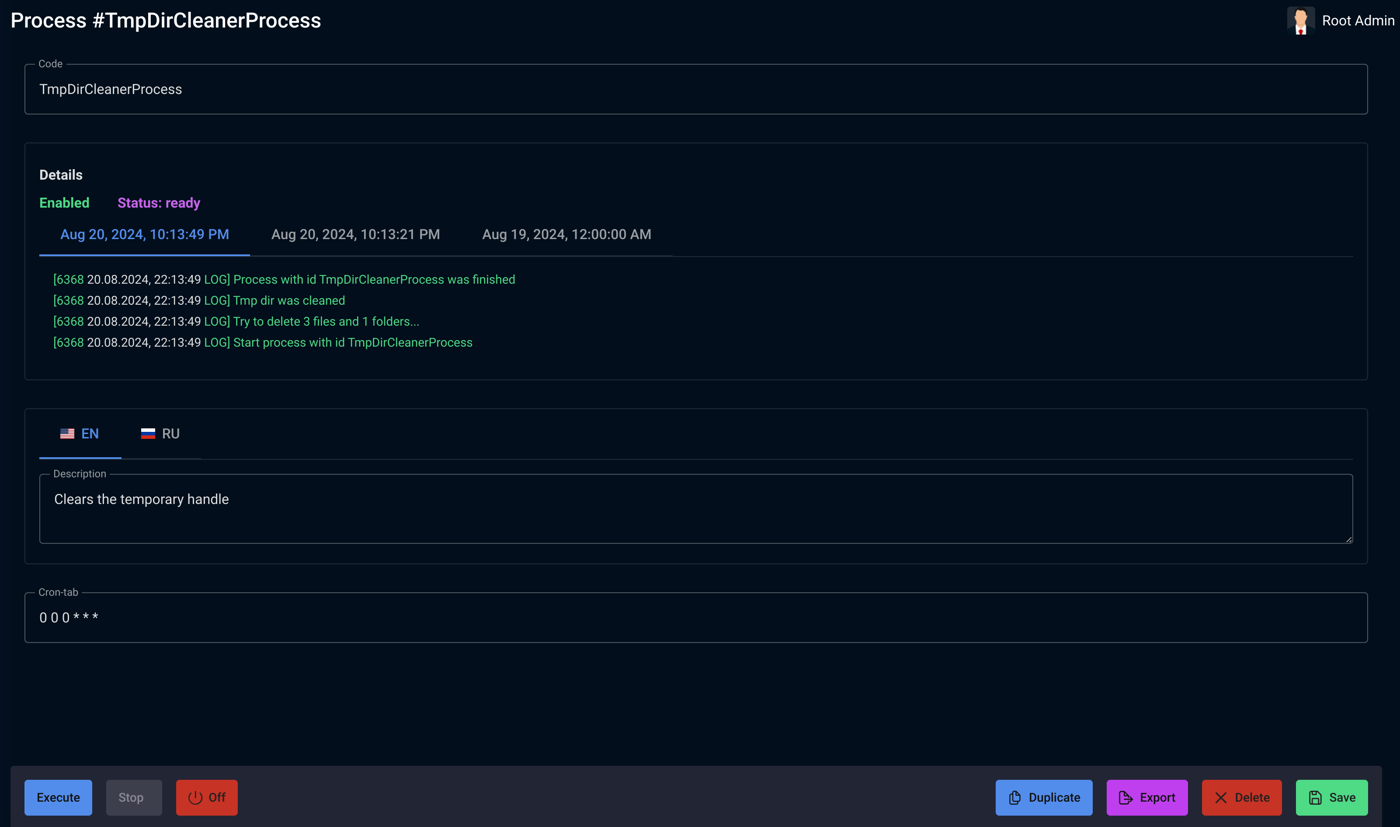 Process #TmpDirCleanerProcess
Root Admin
Code
TmpDirCleanerProcess
Details
Enabled Status: ready
Aug 20, 2024, 10:13:49 PM Aug 20, 2024, 10:13:21 PM Aug 19, 2024, 12:00:00 AM
[6368 20.08.2024, 22:13:49 LOG] Process with id TmpDirCleanerProcess was finished
[6368 20.08.2024, 22:13:49 LOG] Tmp dir was cleaned
[6368 20.08.2024, 22:13:49 LOG] Try to delete 3 files and 1 folders...
[6368 20.08.2024, 22:13:49 LOG] Start process with id TmpDirCleanerProcess
EN RU
Description
Clears the temporary handle
Cron-tab
0 0 0 * * *
Execute Stop Off Duplicate Export Delete Save